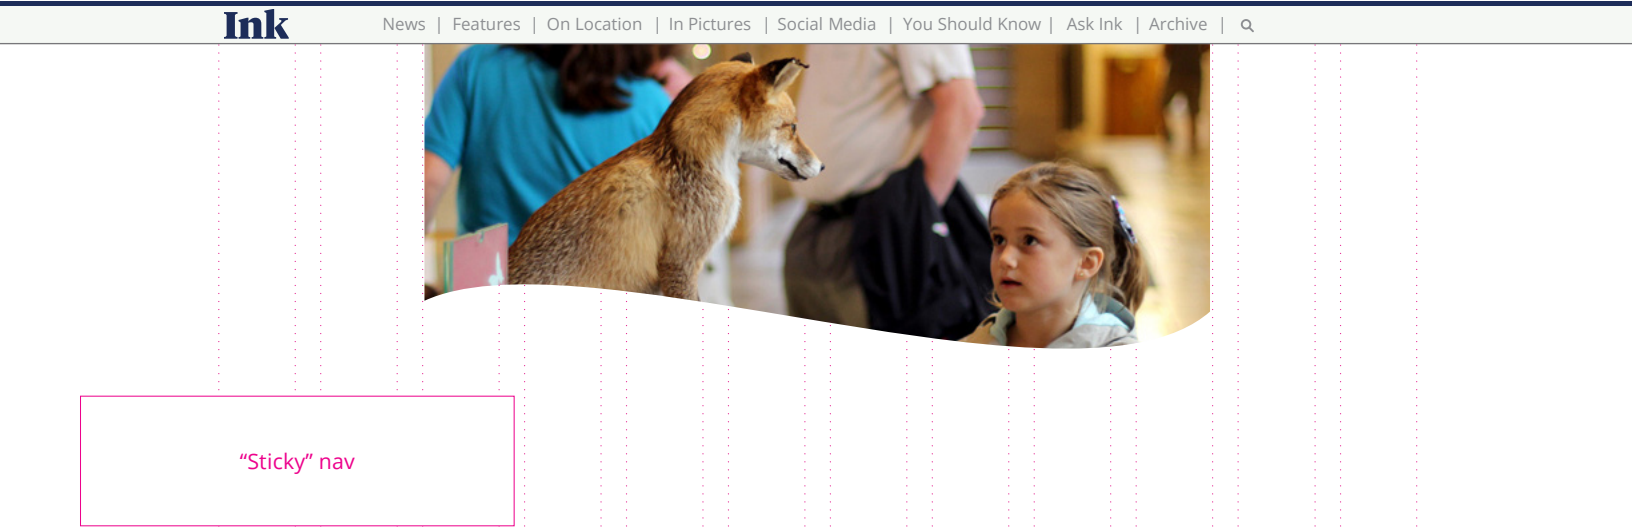 Ink
News | Features | On Location | In Pictures | Social Media | You Should Know | Ask Ink | Archive |
“Sticky” nav